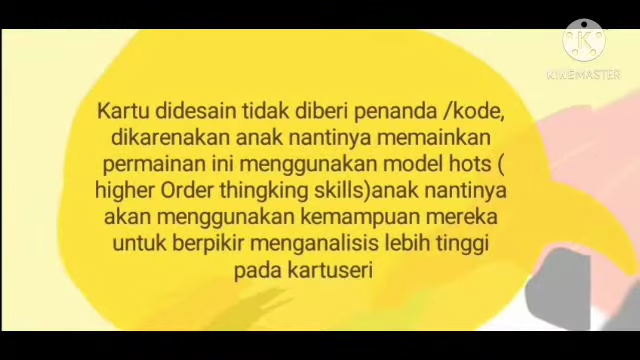 KINEMASTER
Kartu didesain tidak diberi penanda /kode,
dikarenakan anak nantinya memainkan
permainan ini menggunakan model hots (
higher Order thingking skills)anak nantinya
akan menggunakan kemampuan mereka
untuk berpikir menganalisis lebih tinggi
pada kartuseri